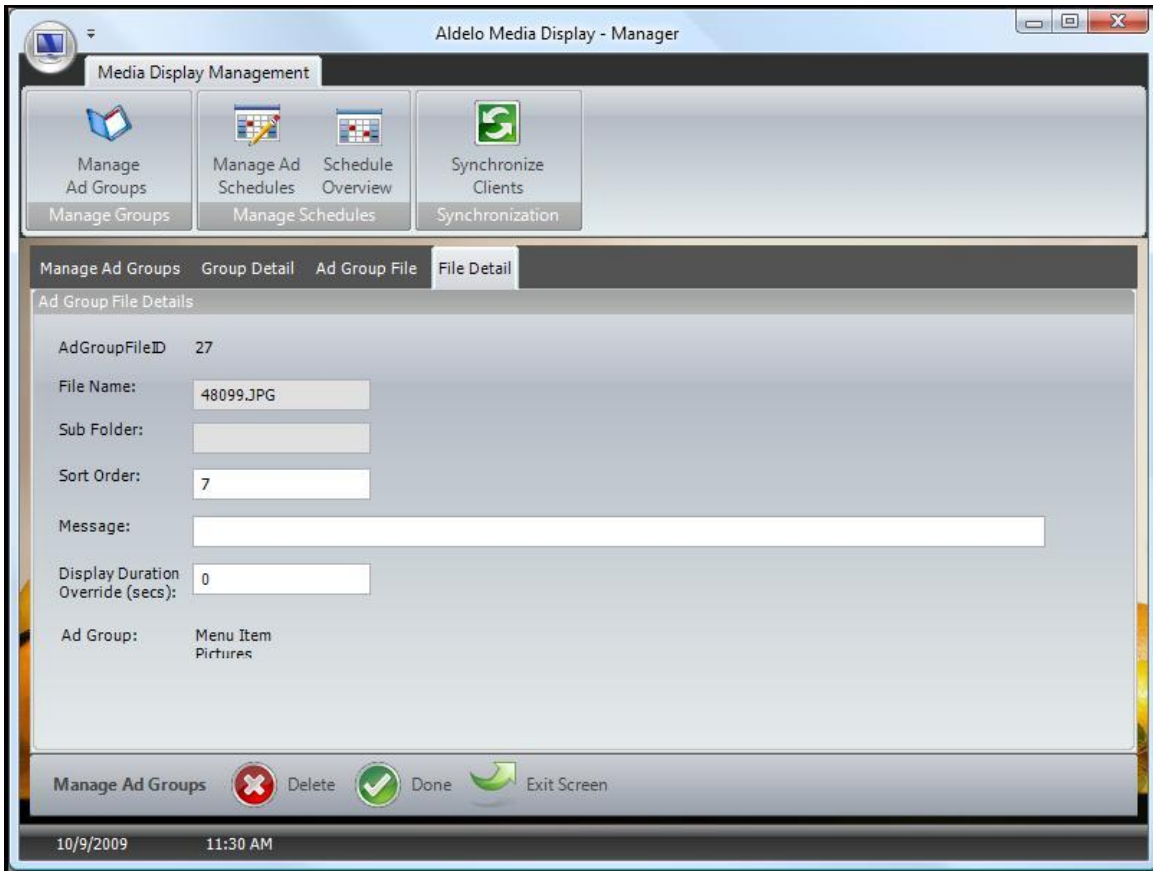 Aldelo Media Display - Manager
Media Display Management
Manage
Ad Groups
Manage Ad
Schedules
Schedule
Overview
Synchronize
Clients
Manage Groups
Manage Schedules
Synchronization
Manage Ad Groups Group Detail Ad Group File File Detail
Ad Group File Details
AdGroupFileID 27
File Name: 48099.JPG
Sub Folder:
Sort Order: 7
Message:
Display Duration
Override (secs): 0
Ad Group: Menu Item
Pictures
Manage Ad Groups Delete Done Exit Screen
10/9/2009 11:30 AM